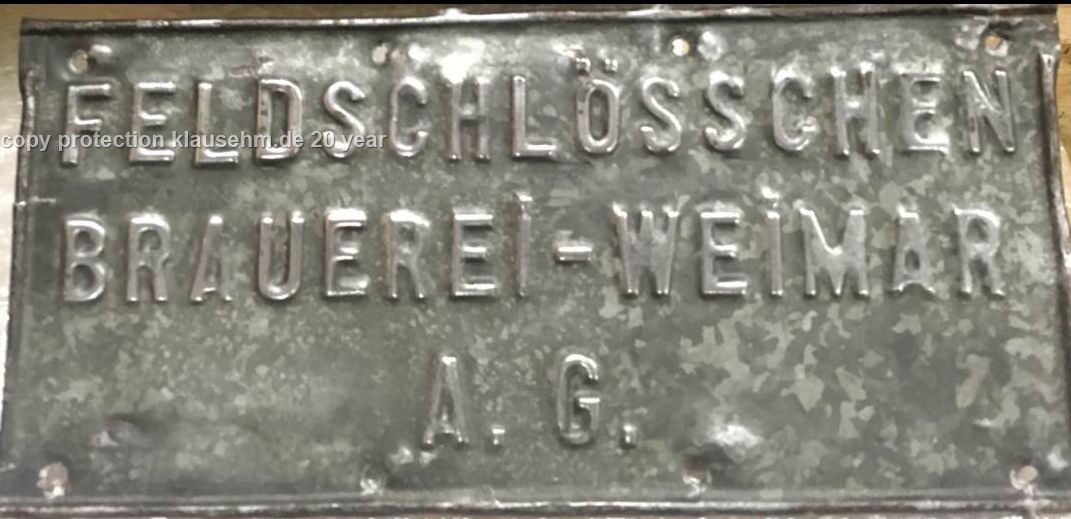 FELDSCHLÖSSCHEN
copy protection klausehm.de 20 year
BRAUEREI-WEIMAR
A. G.